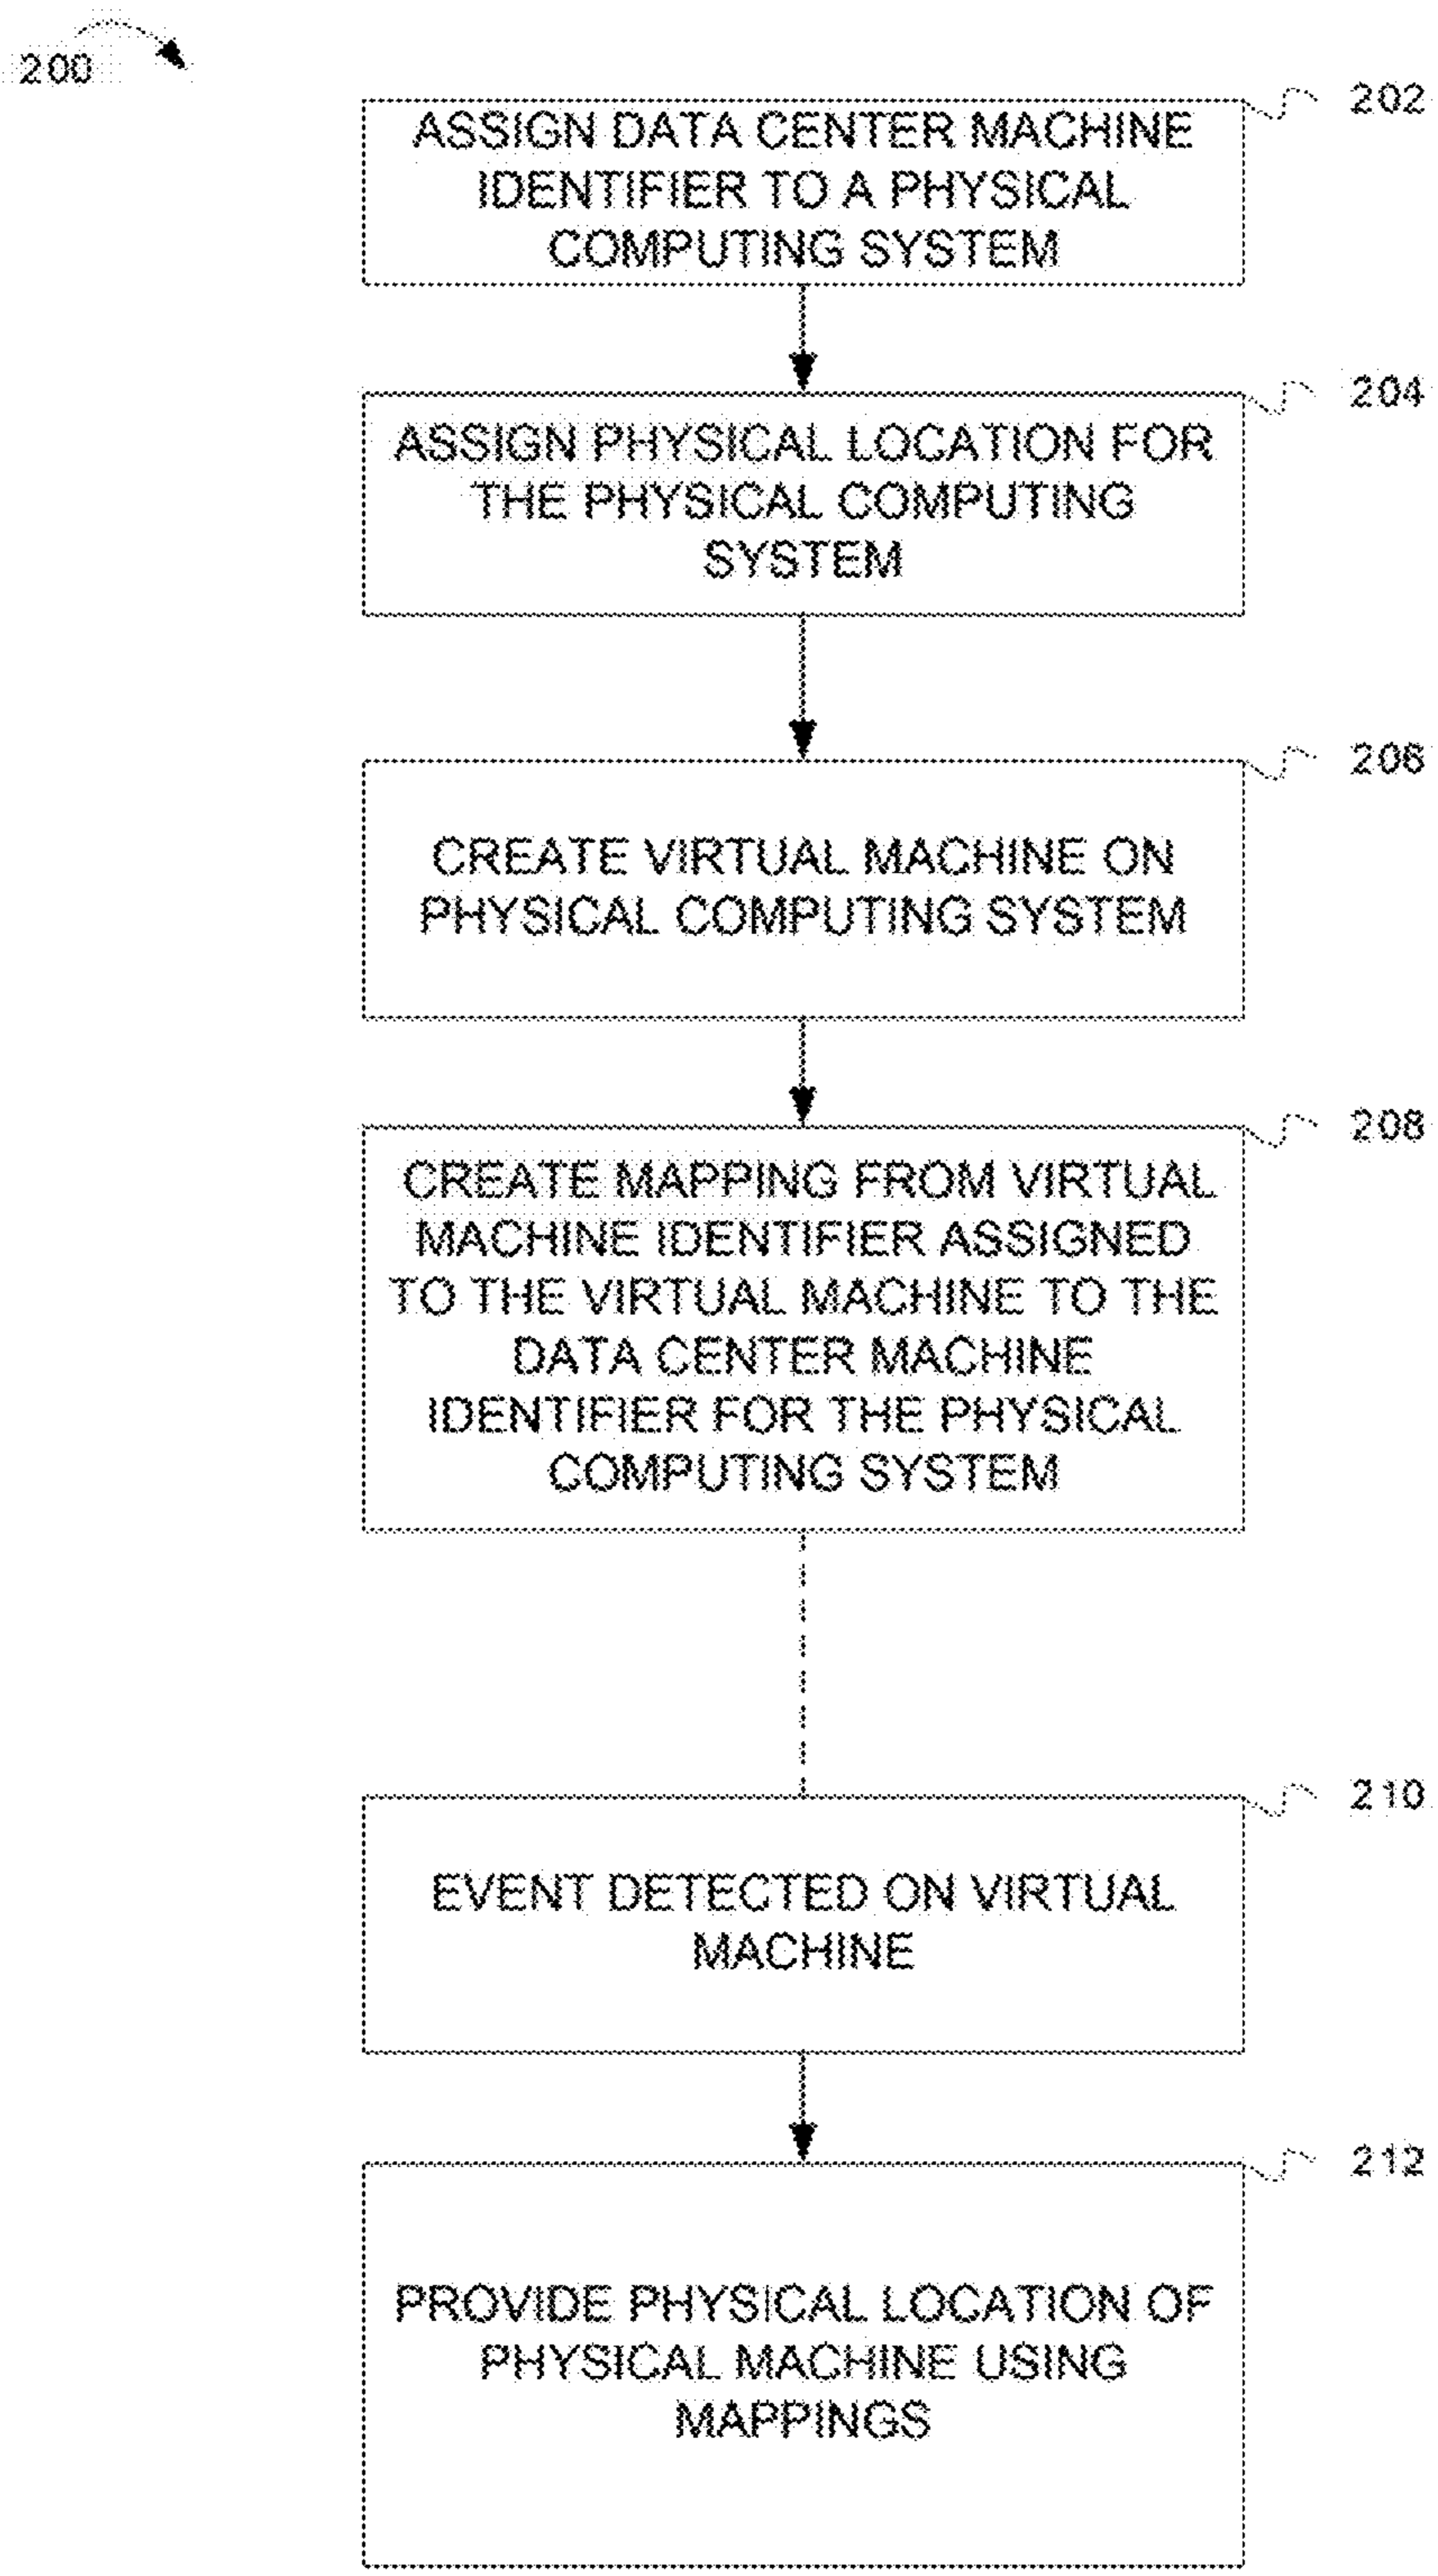 200
202
ASSIGN DATA CENTER MACHINE
IDENTIFIER TO A PHYSICAL
COMPUTING SYSTEM
204
ASSIGN PHYSICAL LOCATION FOR
THE PHYSICAL COMPUTING
SYSTEM
206
CREATE VIRTUAL MACHINE ON
PHYSICAL COMPUTING SYSTEM
208
CREATE MAPPING FROM VIRTUAL
MACHINE IDENTIFIER ASSIGNED
TO THE VIRTUAL MACHINE TO THE
DATA CENTER MACHINE
IDENTIFIER FOR THE PHYSICAL
COMPUTING SYSTEM
210
EVENT DETECTED ON VIRTUAL
MACHINE
212
PROVIDE PHYSICAL LOCATION OF
PHYSICAL MACHINE USING
MAPPINGS